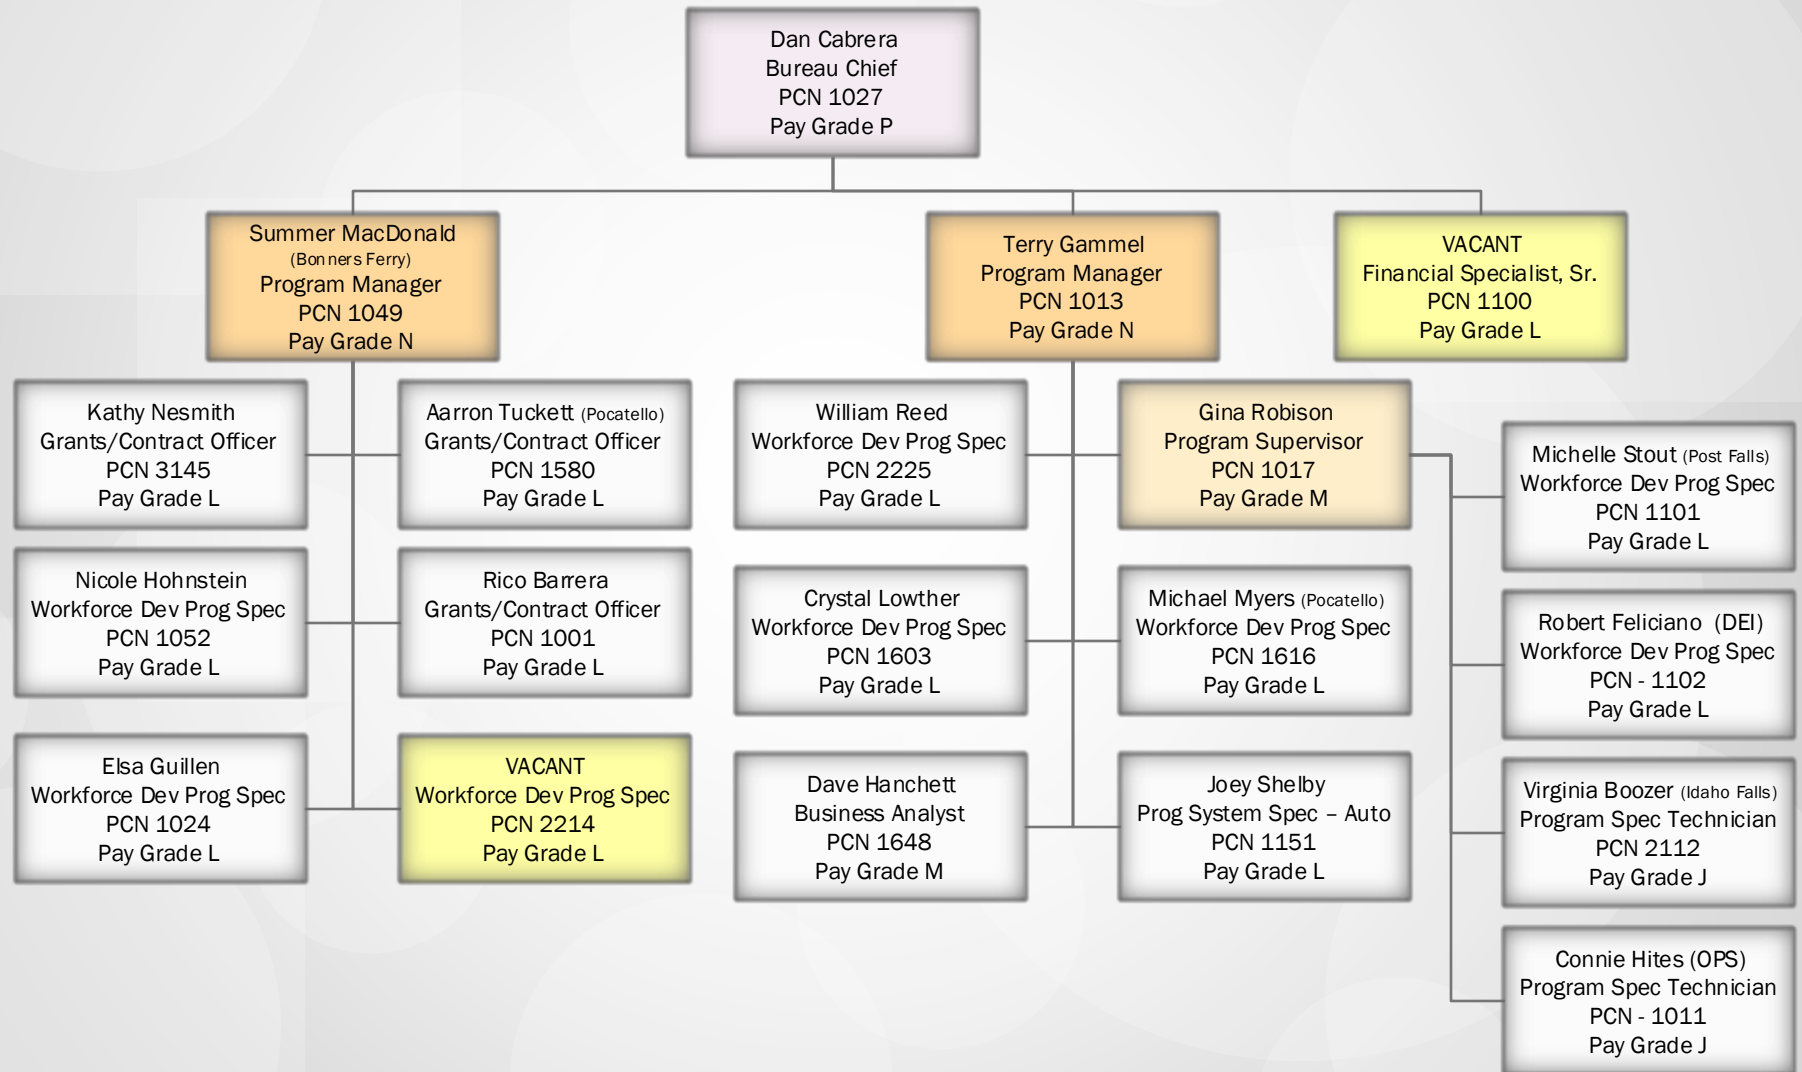 Dan Cabrera
Bureau Chief
PCN 1027
Pay Grade P
Summer MacDonald
(Bonners Ferry)
Program Manager
PCN 1049
Pay Grade N
Terry Gammel
Program Manager
PCN 1013
Pay Grade N
VACANT
Financial Specialist, Sr.
PCN 1100
Pay Grade L
Kathy Nesmith
Grants/Contract Officer
PCN 3145
Pay Grade L
Aarron Tuckett (Pocatello)
Grants/Contract Officer
PCN 1580
Pay Grade L
Nicole Hohnstein
Workforce Dev Prog Spec
PCN 1052
Pay Grade L
Rico Barrera
Grants/Contract Officer
PCN 1001
Pay Grade L
Elsa Guillen
Workforce Dev Prog Spec
PCN 1024
Pay Grade L
VACANT
Workforce Dev Prog Spec
PCN 2214
Pay Grade L
William Reed
Workforce Dev Prog Spec
PCN 2225
Pay Grade L
Gina Robison
Program Supervisor
PCN 1017
Pay Grade M
Crystal Lowther
Workforce Dev Prog Spec
PCN 1603
Pay Grade L
Michael Myers (Pocatello)
Workforce Dev Prog Spec
PCN 1616
Pay Grade L
Dave Hanchett
Business Analyst
PCN 1648
Pay Grade M
Joey Shelby
Prog System Spec – Auto
PCN 1151
Pay Grade L
Michelle Stout (Post Falls)
Workforce Dev Prog Spec
PCN 1101
Pay Grade L
Robert Feliciano (DEI)
Workforce Dev Prog Spec
PCN - 1102
Pay Grade L
Virginia Boozer (Idaho Falls)
Program Spec Technician
PCN 2112
Pay Grade J
Connie Hites (OPS)
Program Spec Technician
PCN - 1011
Pay Grade J